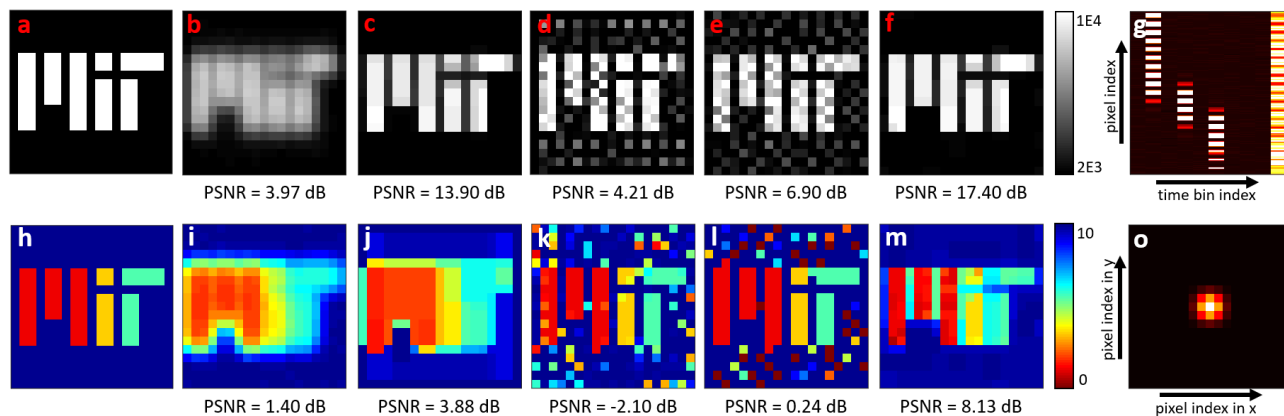 a b c d e f 1E4 g
pixel index
2E3
PSNR = 3.97 dB PSNR = 13.90 dB PSNR = 4.21 dB PSNR = 6.90 dB PSNR = 17.40 dB time bin index
h i j k l m 10 o
pixel index in y
0
PSNR = 1.40 dB PSNR = 3.88 dB PSNR = -2.10 dB PSNR = 0.24 dB PSNR = 8.13 dB pixel index in x